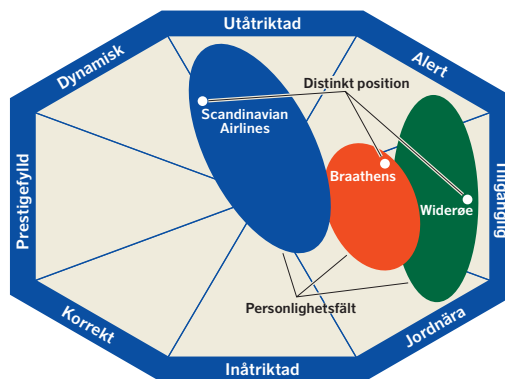 Utåtriktad
Dynamisk
Alert
Distinkt position
Scandinavian
Airlines
Braathens
Prestigefylld
Tillgänglig
Widerøe
Personlighetsfält
Korrekt
Jordnära
Inåtriktad